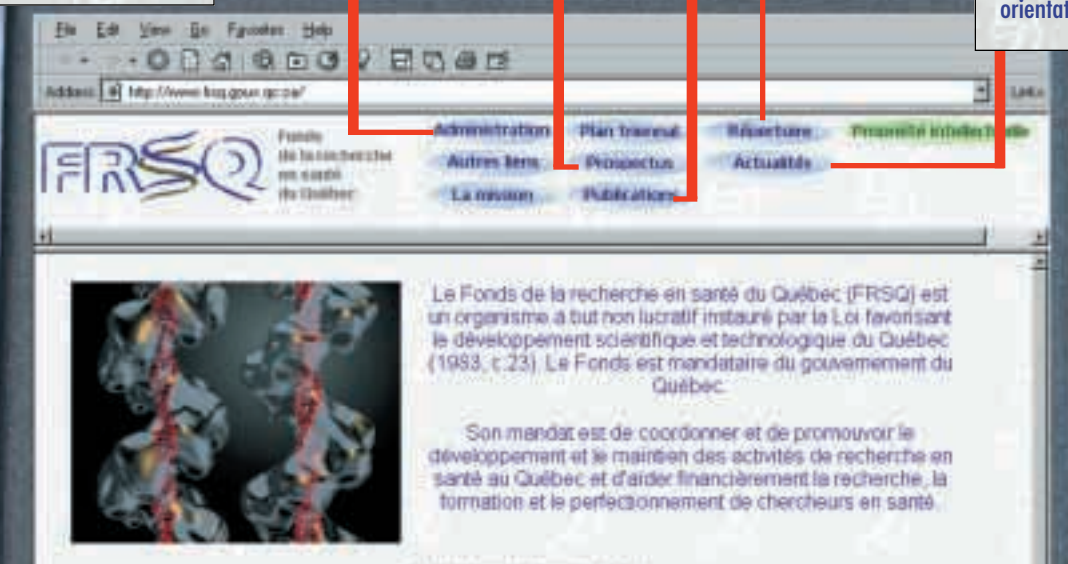 orientat
File Edit View Go Favorites Help
Address http://www.frsq.gouv.qc.ca/ Links
FRSQ
Fonds
de la recherche
en santé
du Québec
Administration Plan triennal Répertoire Propriété intellectuelle
Autres liens Prospectus Actualités
La mission Publications
Le Fonds de la recherche en santé du Québec (FRSQ) est
un organisme à but non lucratif instauré par la Loi favorisant
le développement scientifique et technologique du Québec
(1983, c.23). Le Fonds est mandataire du gouvernement du
Québec.
Son mandat est de coordonner et de promouvoir le
développement et le maintien des activités de recherche en
santé au Québec et d'aider financièrement la recherche, la
formation et le perfectionnement de chercheurs en santé.